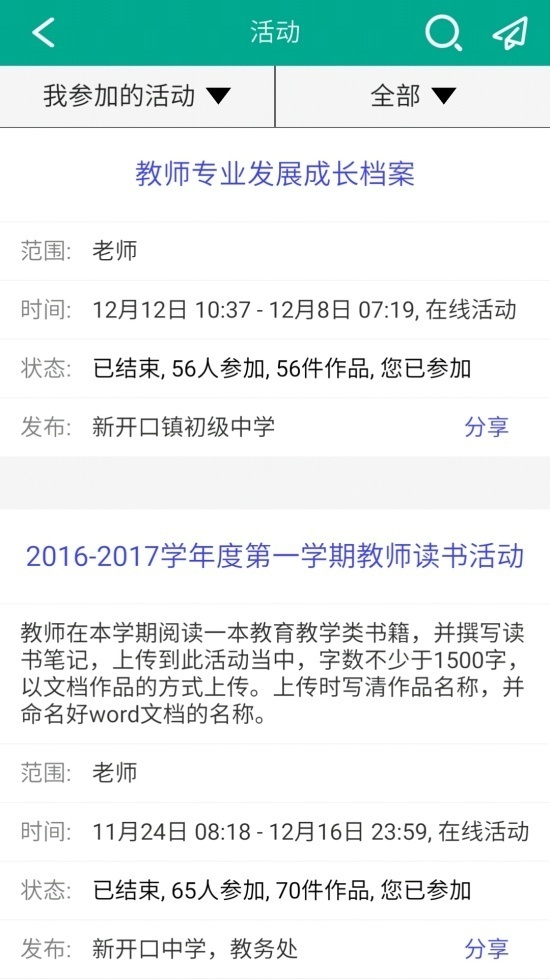 活动
我参加的活动
全部
教师专业发展成长档案
范围: 老师
时间: 12月12日 10:37 - 12月8日 07:19, 在线活动
状态: 已结束, 56人参加, 56件作品, 您已参加
发布: 新开口镇初级中学 分享
2016-2017学年度第一学期教师读书活动
教师在本学期阅读一本教育教学类书籍，并撰写读
书笔记，上传到此活动当中，字数不少于1500字，
以文档作品的方式上传。上传时写清作品名称，并
命名好word文档的名称。
范围: 老师
时间: 11月24日 08:18 - 12月16日 23:59, 在线活动
状态: 已结束, 65人参加, 70件作品, 您已参加
发布: 新开口中学，教务处 分享